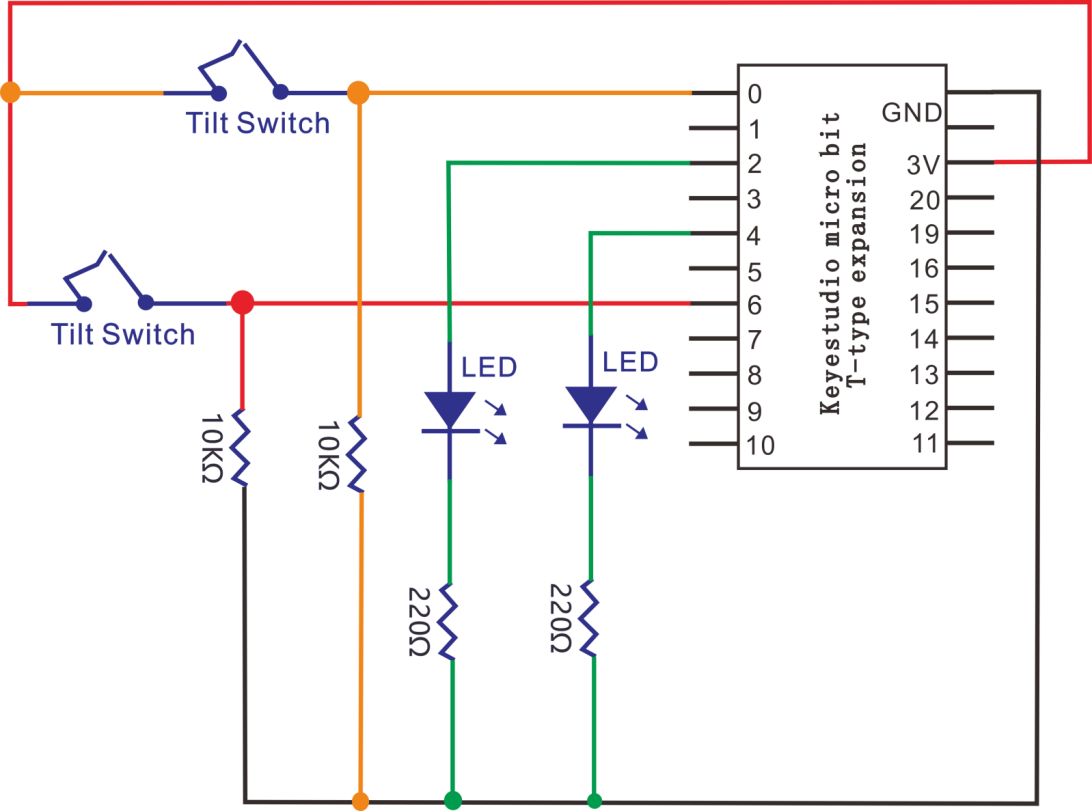 Tilt Switch
Tilt Switch
10KΩ
10KΩ
LED
LED
220Ω
220Ω
0
1
2
3
4
5
6
7
8
9
10
Keyestudio micro bit
T-type expansion
GND
3V
20
19
16
15
14
13
12
11